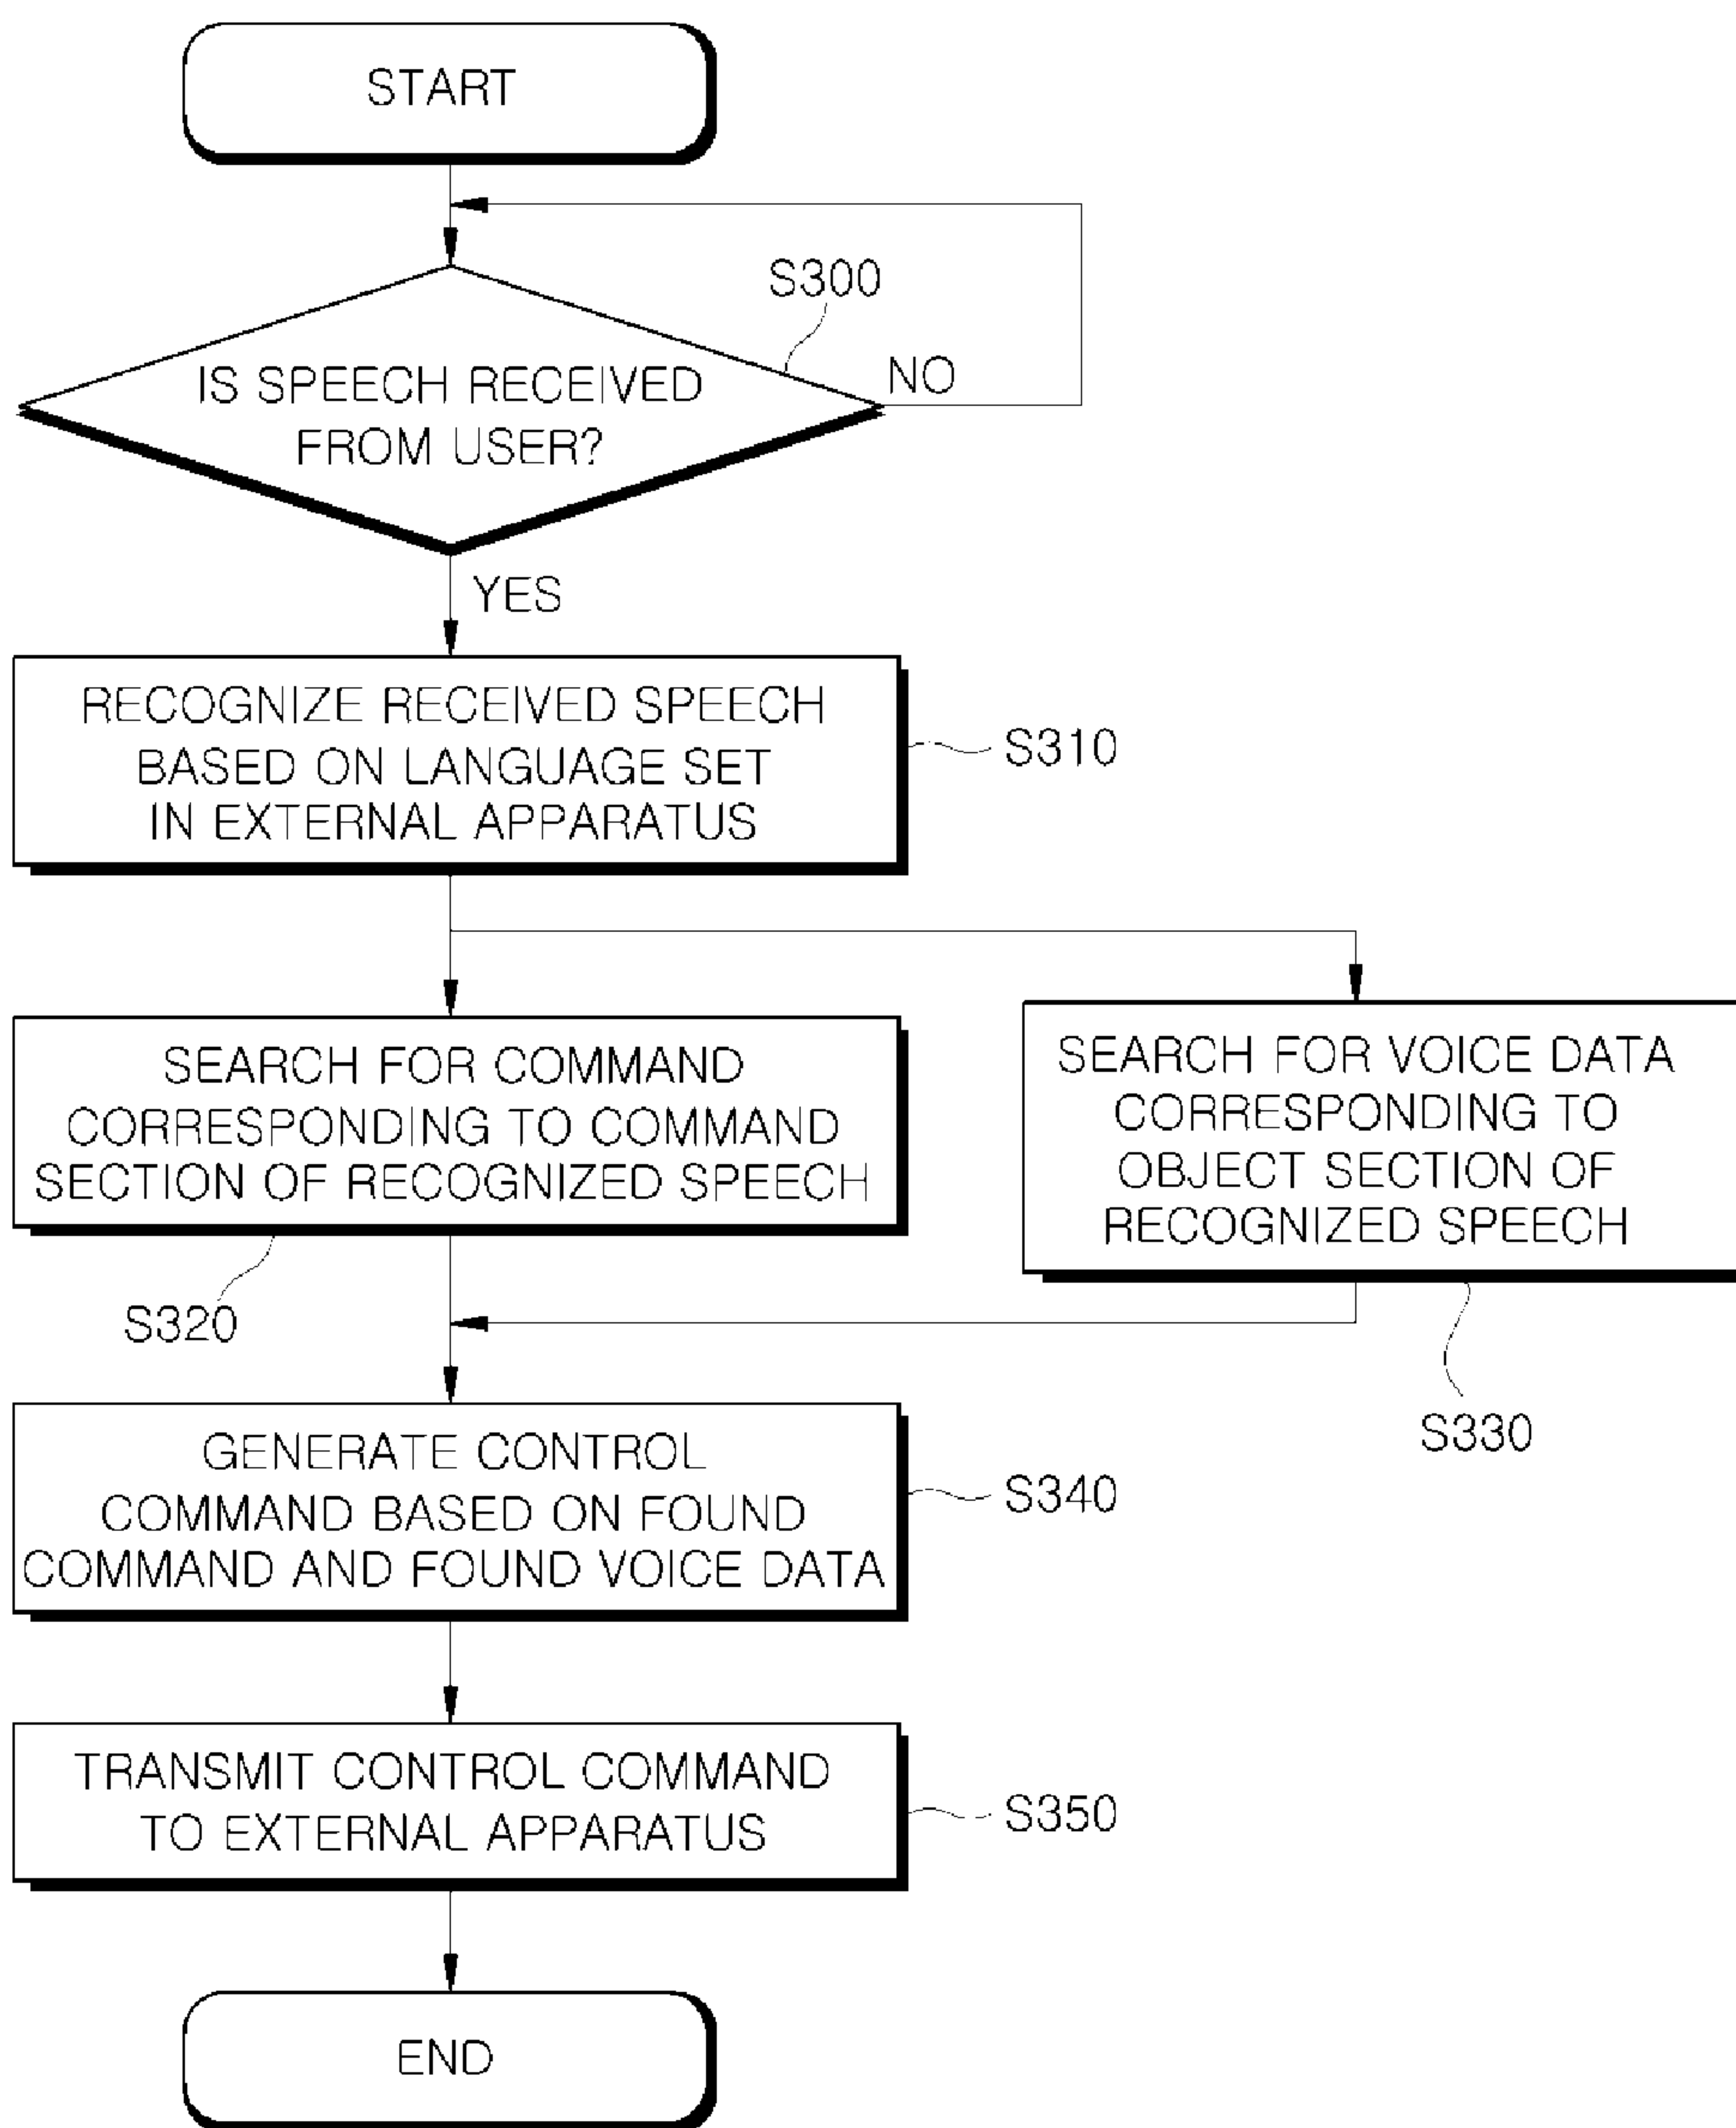 START
S300
IS SPEECH RECEIVED
FROM USER?
NO
YES
RECOGNIZE RECEIVED SPEECH
BASED ON LANGUAGE SET
IN EXTERNAL APPARATUS
S310
SEARCH FOR COMMAND
CORRESPONDING TO COMMAND
SECTION OF RECOGNIZED SPEECH
S320
SEARCH FOR VOICE DATA
CORRESPONDING TO
OBJECT SECTION OF
RECOGNIZED SPEECH
S330
GENERATE CONTROL
COMMAND BASED ON FOUND
COMMAND AND FOUND VOICE DATA
S340
TRANSMIT CONTROL COMMAND
TO EXTERNAL APPARATUS
S350
END